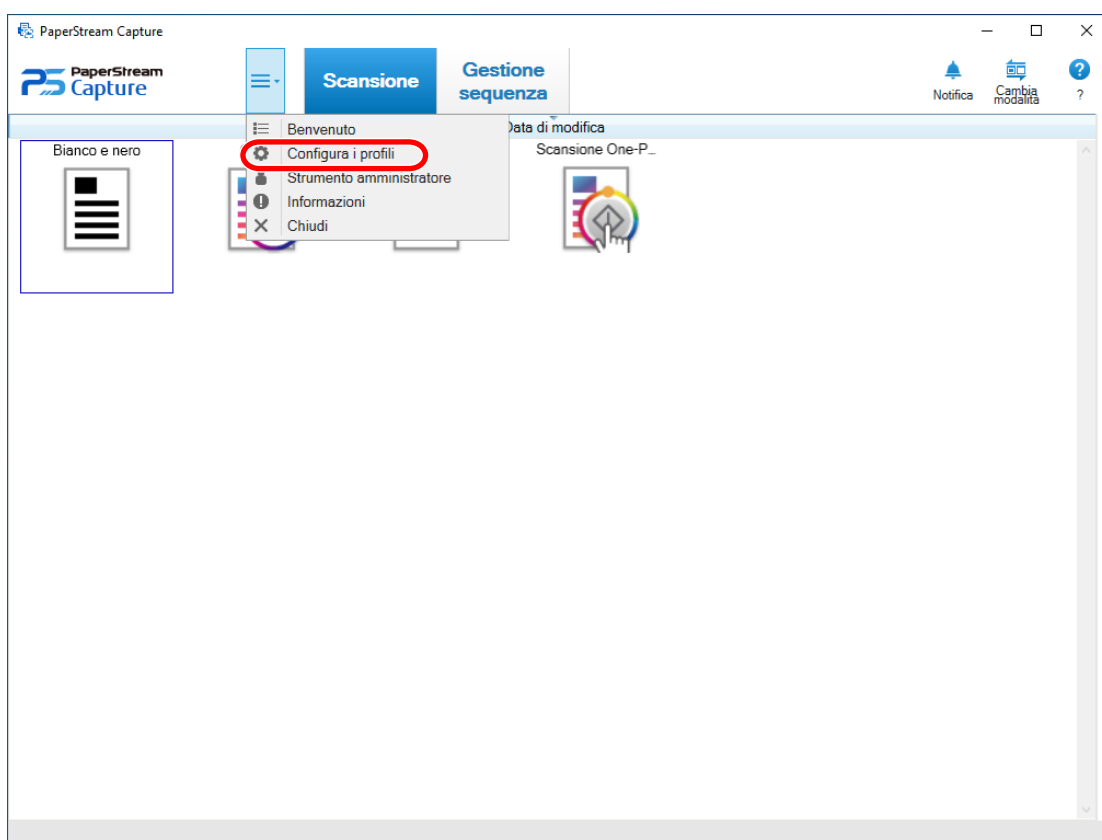 PaperStream Capture
PaperStream
Capture
Scansione
Gestione
sequenza
Notifica
Cambia
modalità
?
Data di modifica
Benvenuto
Configura i profili
Strumento amministratore
Informazioni
Chiudi
Bianco e nero
Scansione One-P...